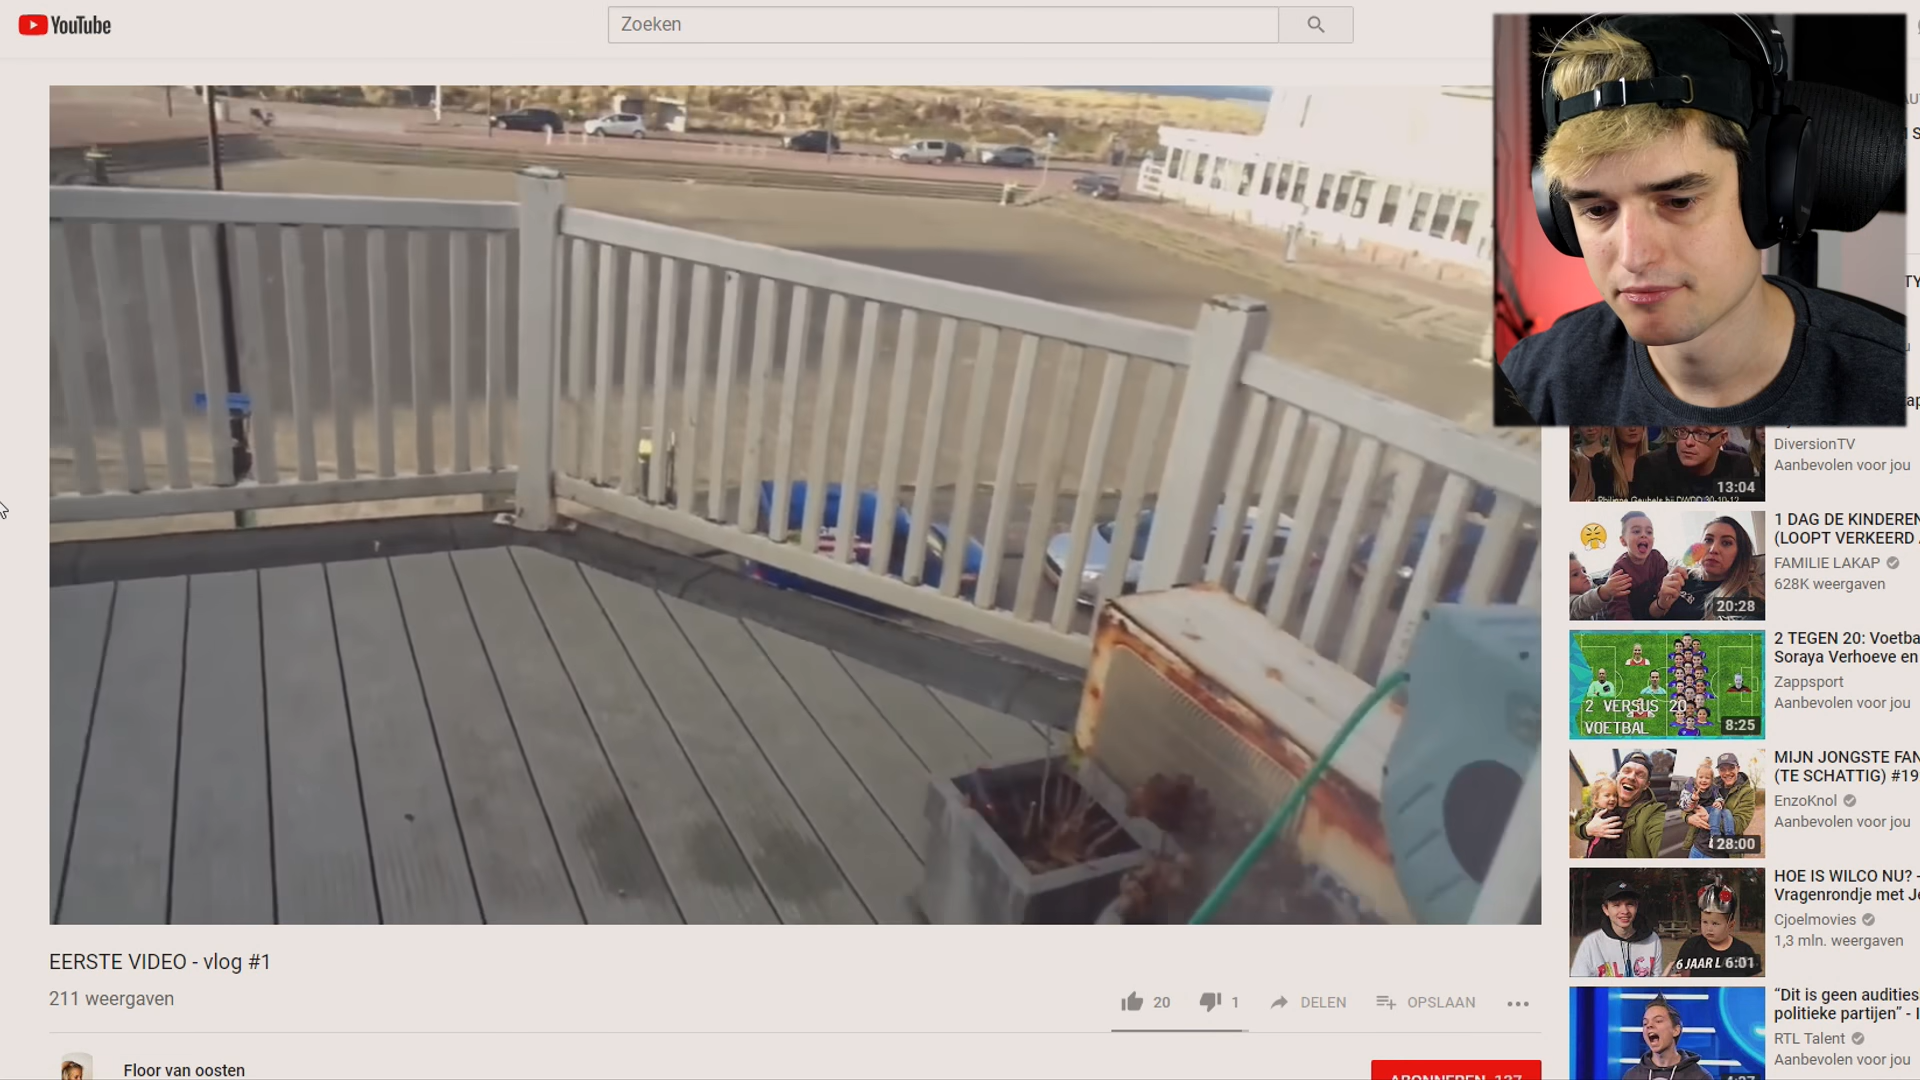 YouTube
Zoeken
EERSTE VIDEO - vlog #1
211 weergaven
20
1
DELEN
OPSLAAN
Floor van oosten
ABONNEREN 137
DiversionTV
Aanbevolen voor jou
13:04
1 DAG DE KINDEREN
(LOOPT VERKEERD
FAMILIE LAKAP
628K weergaven
20:28
2 TEGEN 20: Voetba
Soraya Verhoeve en
Zappsport
Aanbevolen voor jou
2 VERSUS 20
VOETBAL
8:25
MIJN JONGSTE FAN
(TE SCHATTIG) #19
EnzoKnol
Aanbevolen voor jou
28:00
HOE IS WILCO NU? -
Vragenrondje met Je
Cjoelmovies
1,3 mln. weergaven
6 JAAR L
6:01
“Dit is geen audities
politieke partijen” - I
RTL Talent
Aanbevolen voor jou